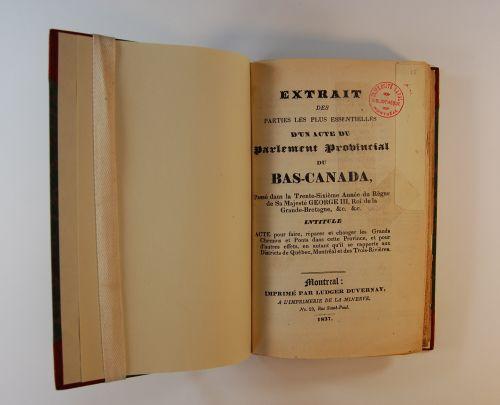 EXTRAIT
DES
PARTIES LES PLUS ESSENTIELLES
D'UN ACTE DU
Parlement Provincial
DU
BAS-CANADA,
Passé dans la Trente-Sixième Année du Règne
de Sa Majesté GEORGE III, Roi de la
Grande-Bretagne, &c. &c.
INTITULE
ACTE pour faire, réparer et changer les Grands
Chemins et Ponts dans cette Province, et pour
d'autres effets, en autant qu'il se rapporte aux
Districts de Québec, Montréal et des Trois-Rivières.
Montreal:
IMPRIMÉ PAR LUDGER DUVERNAY,
A L'IMPRIMERIE DE LA MINERVE,
No. 29, Rue Saint-Paul.
1837.